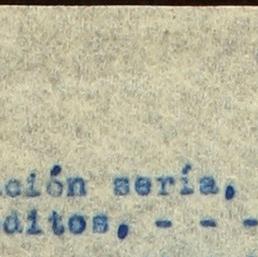 ción sería,
ditos, - - -